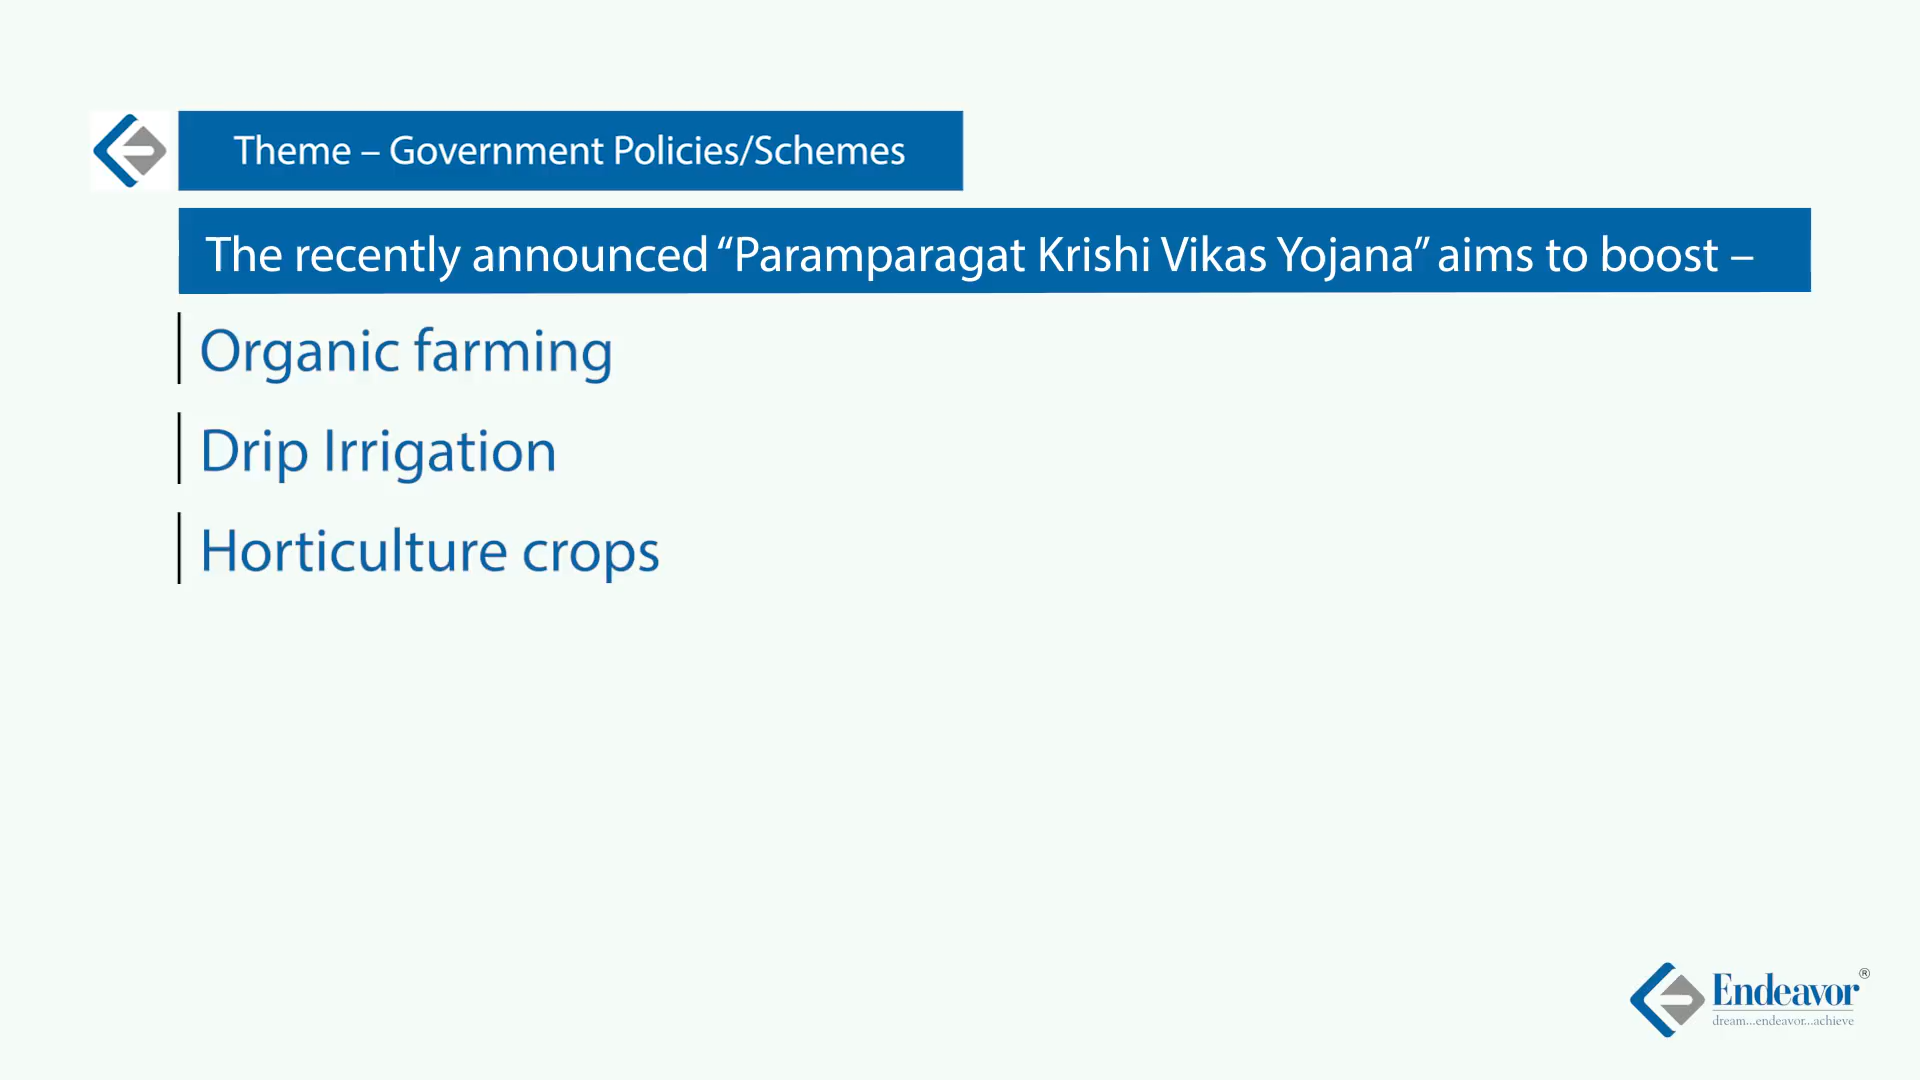 Theme – Government Policies/Schemes
The recently announced “Paramparagat Krishi Vikas Yojana” aims to boost –
Organic farming
Drip Irrigation
Horticulture crops
Endeavor®
dream...endeavor...achieve